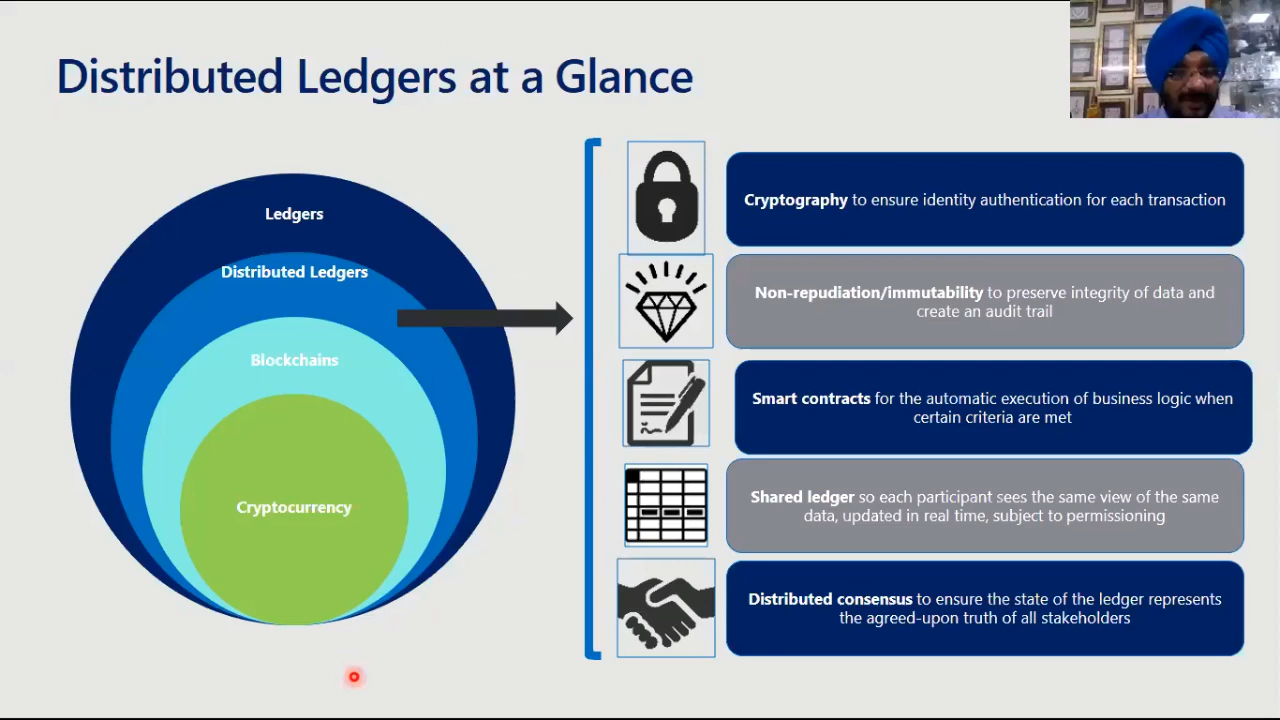 Distributed Ledgers at a Glance
Ledgers
Distributed Ledgers
Blockchains
Cryptocurrency
Cryptography to ensure identity authentication for each transaction
Non-repudiation/immutability to preserve integrity of data and
create an audit trail
Smart contracts for the automatic execution of business logic when
certain criteria are met
Shared ledger so each participant sees the same view of the same
data, updated in real time, subject to permissioning
Distributed consensus to ensure the state of the ledger represents
the agreed-upon truth of all stakeholders